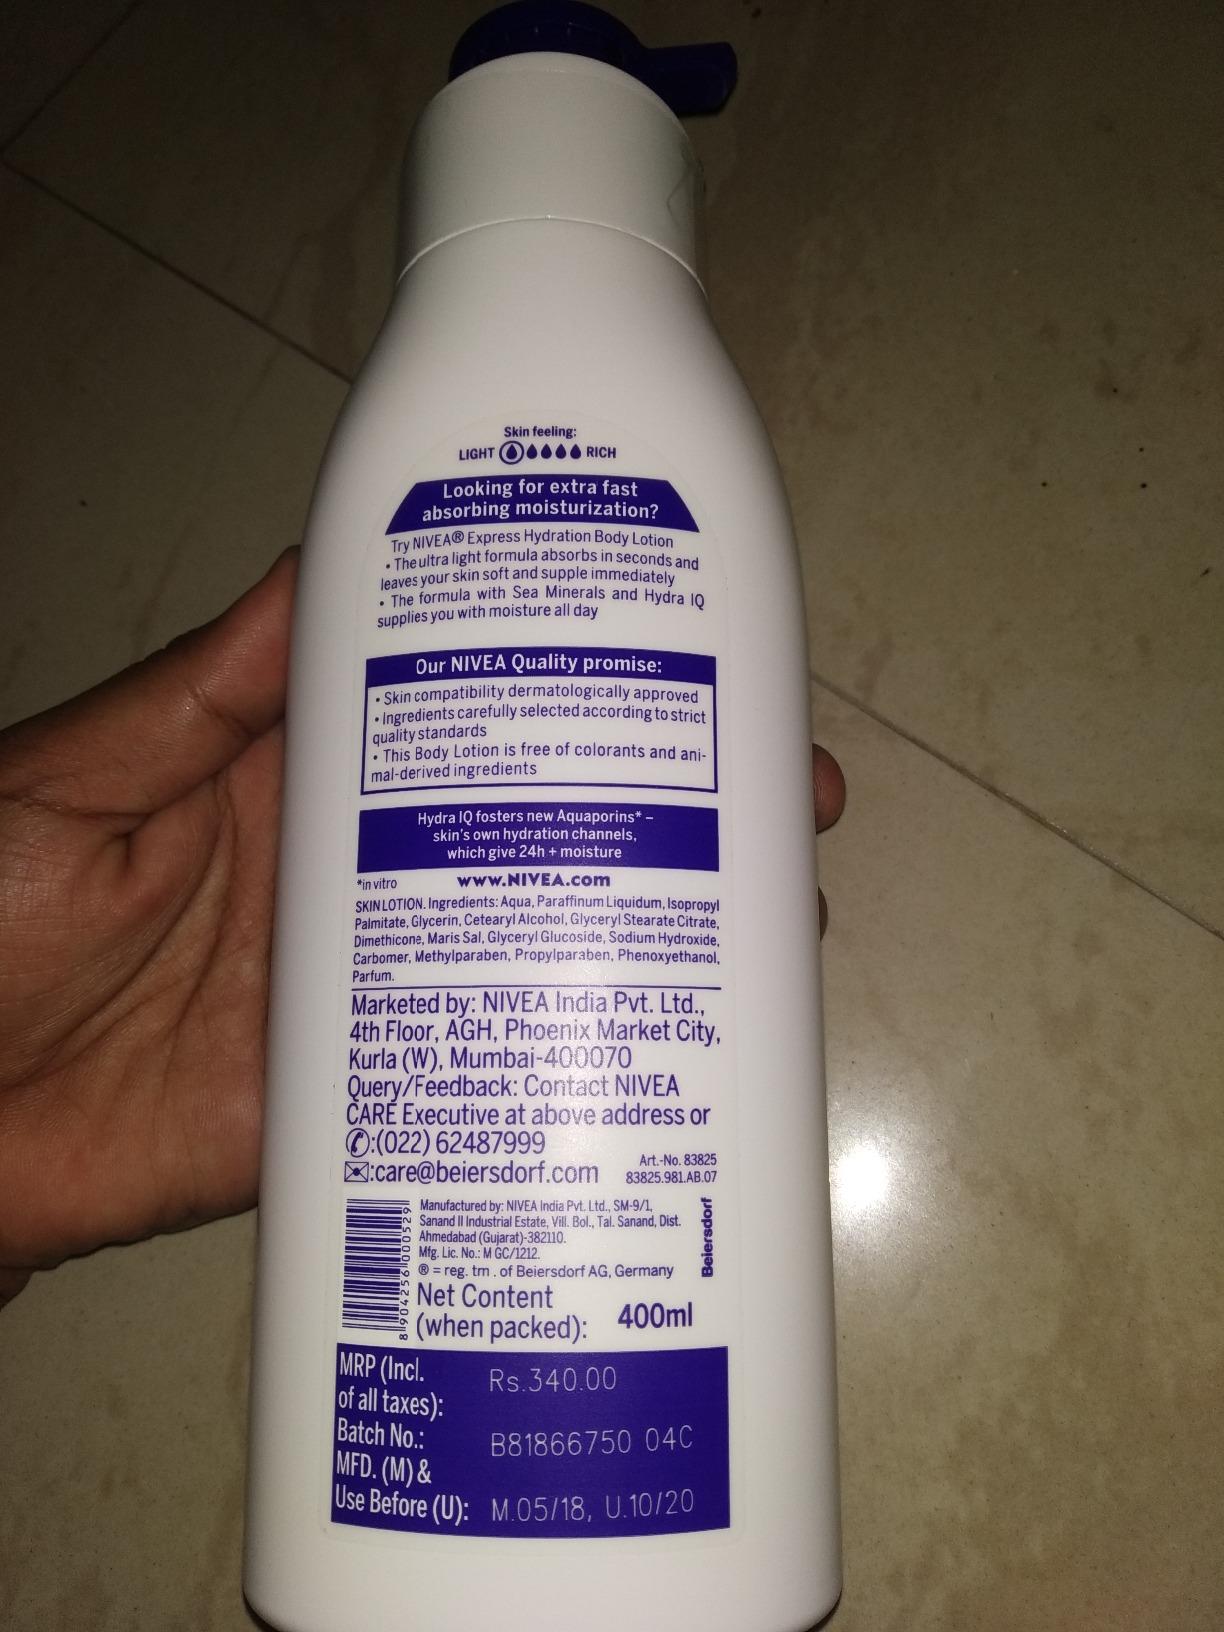 Skin feeling:
LIGHT RICH
Looking for extra fast
absorbing moisturization?
Try NIVEA® Express Hydration Body Lotion
• The ultra light formula absorbs in seconds and
leaves your skin soft and supple immediately
• The formula with Sea Minerals and Hydra IQ
supplies you with moisture all day
Our NIVEA Quality promise:
• Skin compatibility dermatologically approved
• Ingredients carefully selected according to strict
quality standards
• This Body Lotion is free of colorants and ani-
mal-derived ingredients
Hydra IQ fosters new Aquaporins* –
skin's own hydration channels,
which give 24h + moisture
*in vitro www.NIVEA.com
SKIN LOTION. Ingredients: Aqua, Paraffinum Liquidum, Isopropyl
Palmitate, Glycerin, Cetearyl Alcohol, Glyceryl Stearate Citrate,
Dimethicone, Maris Sal, Glyceryl Glucoside, Sodium Hydroxide,
Carbomer, Methylparaben, Propylparaben, Phenoxyethanol,
Parfum.
Marketed by: NIVEA India Pvt. Ltd.,
4th Floor, AGH, Phoenix Market City,
Kurla (W), Mumbai-400070
Query/Feedback: Contact NIVEA
CARE Executive at above address or
:(022) 62487999
:care@beiersdorf.com
Art.-No. 83825
83825.981.AB.07
Manufactured by: NIVEA India Pvt. Ltd., SM-9/1,
Sanand II Industrial Estate, Vill. Bol., Tal. Sanand, Dist.
Ahmedabad (Gujarat)-382110.
Mfg. Lic. No.: M GC/1212.
® = reg. tm . of Beiersdorf AG, Germany
Beiersdorf
8 904256 000529
Net Content
(when packed): 400ml
MRP (Incl.
of all taxes): Rs.340.00
Batch No.: B81866750 04C
MFD. (M) &
Use Before (U): M.05/18, U.10/20